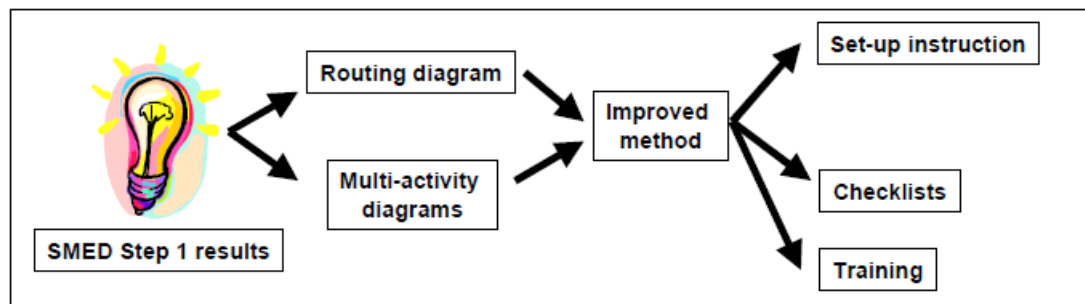 SMED Step 1 results
Routing diagram
Multi-activity
diagrams
Improved
method
Set-up instruction
Checklists
Training